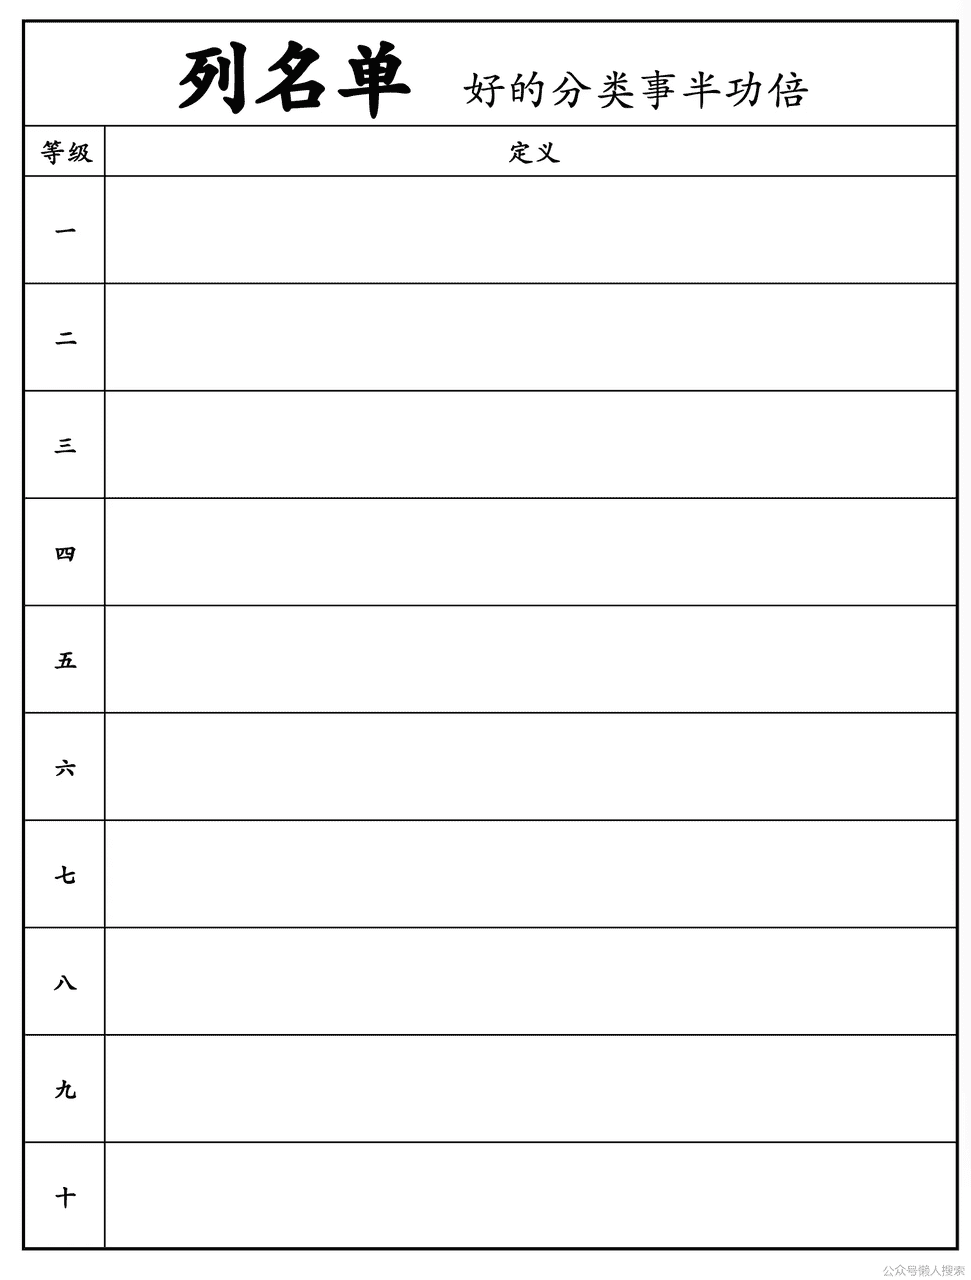 列名单 好的分类事半功倍
等级 定义
一
二
三
四
五
六
七
八
九
十
公众号懒人搜索